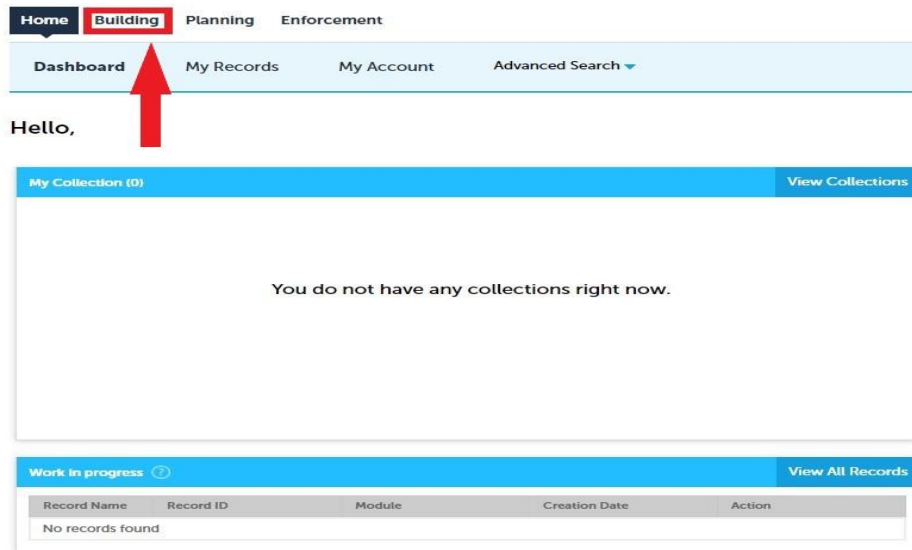 Home Building Planning Enforcement
Dashboard My Records My Account Advanced Search
Hello,
My Collection (0) View Collections
You do not have any collections right now.
Work in progress ? View All Records
Record Name Record ID Module Creation Date Action
No records found